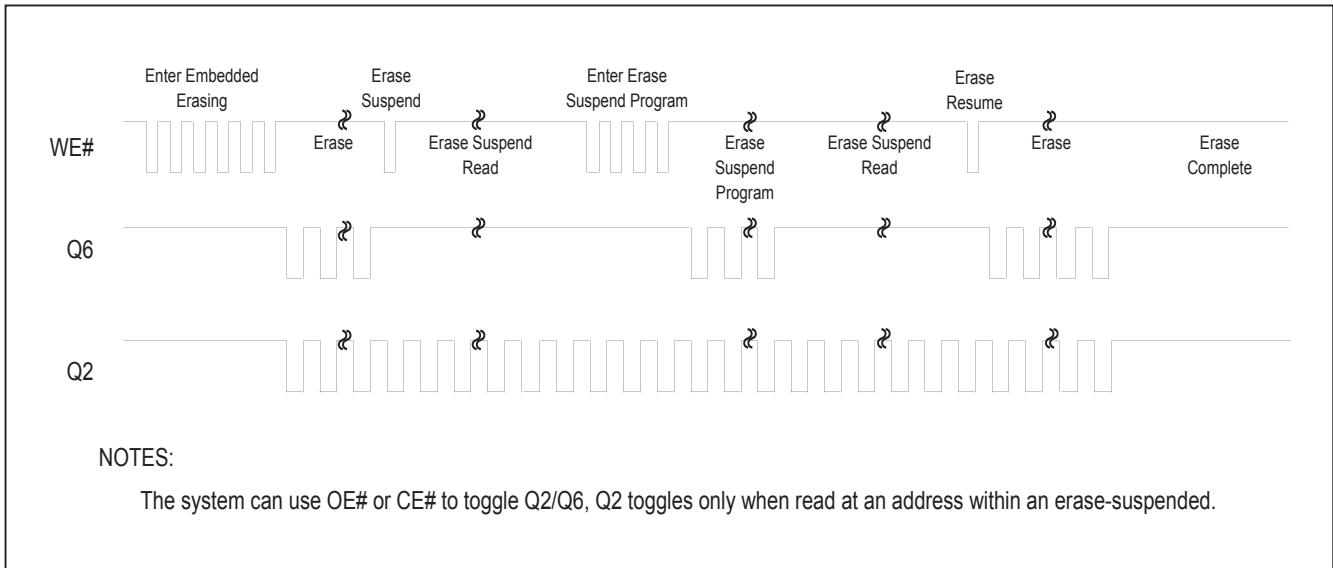 Enter Embedded
Erasing
Erase
Suspend
Enter Erase
Suspend Program
Erase
Resume
WE#
Erase
Erase Suspend
Read
Erase
Suspend
Program
Erase Suspend
Read
Erase
Erase
Complete
Q6
Q2
NOTES:
The system can use OE# or CE# to toggle Q2/Q6, Q2 toggles only when read at an address within an erase-suspended.